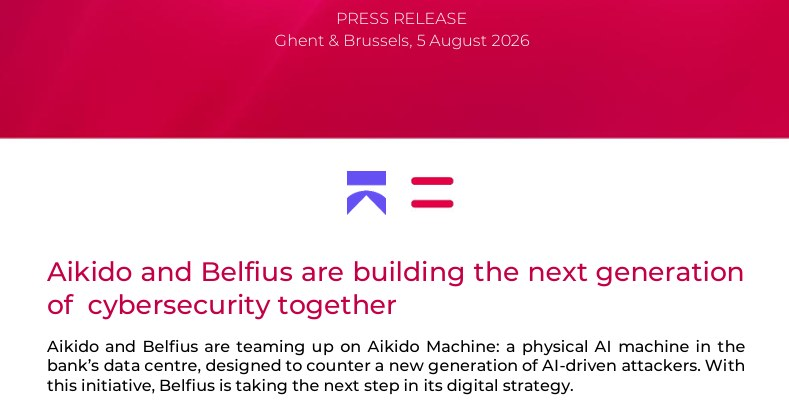 PRESS RELEASE
Ghent & Brussels, 5 August 2026
Aikido and Belfius are building the next generation
of cybersecurity together
Aikido and Belfius are teaming up on Aikido Machine: a physical AI machine in the
bank’s data centre, designed to counter a new generation of AI-driven attackers. With
this initiative, Belfius is taking the next step in its digital strategy.